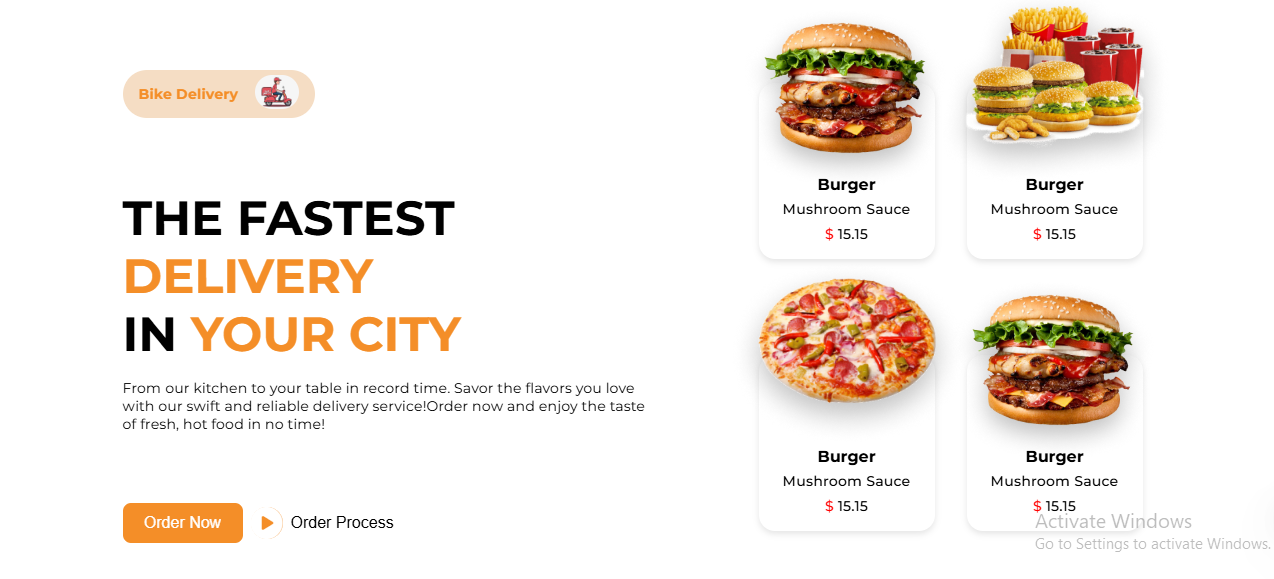 Bike Delivery
THE FASTEST
DELIVERY
IN YOUR CITY
From our kitchen to your table in record time. Savor the flavors you love
with our swift and reliable delivery service!Order now and enjoy the taste
of fresh, hot food in no time!
Order Now
Order Process
Burger
Mushroom Sauce
$ 15.15
Burger
Mushroom Sauce
$ 15.15
Burger
Mushroom Sauce
$ 15.15
Burger
Mushroom Sauce
$ 15.15
Activate Windows
Go to Settings to activate Windows.